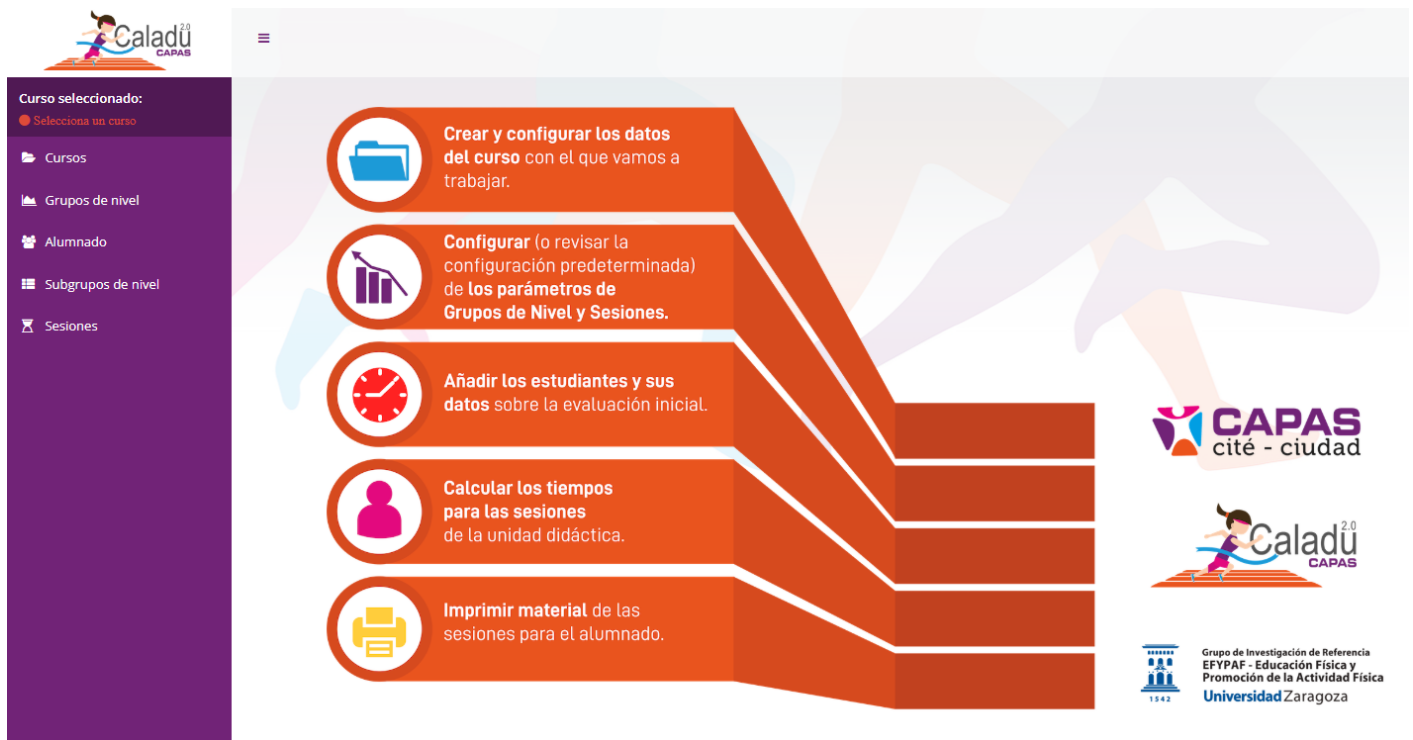 Caladü 2.0
CAPAS
Curso seleccionado:
Selecciona un curso
Cursos
Grupos de nivel
Alumnado
Subgrupos de nivel
Sesiones
Crear y configurar los datos
del curso con el que vamos a
trabajar.
Configurar (o revisar la
configuración predeterminada)
de los parámetros de
Grupos de Nivel y Sesiones.
Añadir los estudiantes y sus
datos sobre la evaluación inicial.
Calcular los tiempos
para las sesiones
de la unidad didáctica.
Imprimir material de las
sesiones para el alumnado.
CAPAS
cité - ciudad
Caladü 2.0
CAPAS
Grupo de Investigación de Referencia
EFYPAF - Educación Física y
Promoción de la Actividad Física
Universidad Zaragoza
1542